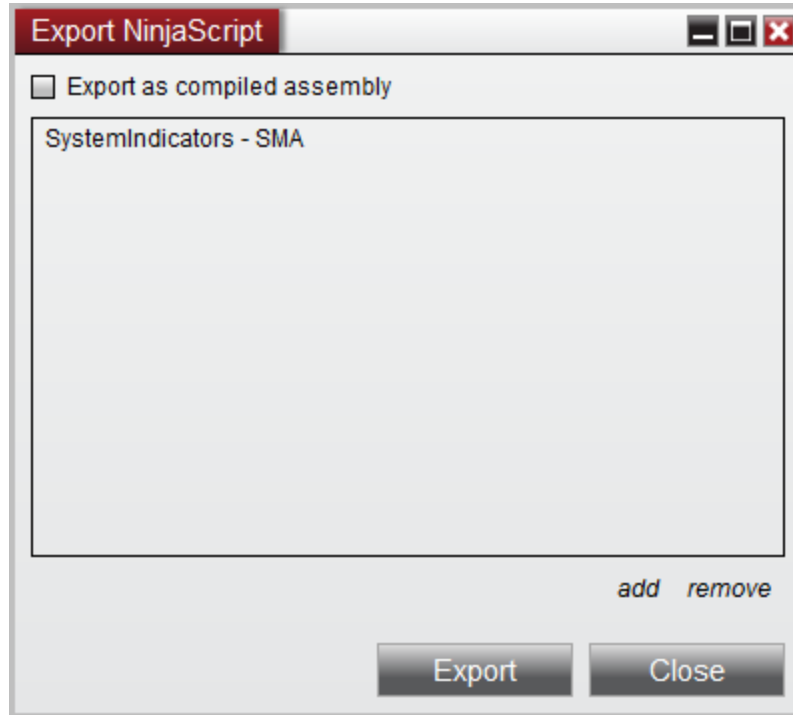 Export NinjaScript
Export as compiled assembly
SystemIndicators - SMA
add remove
Export Close